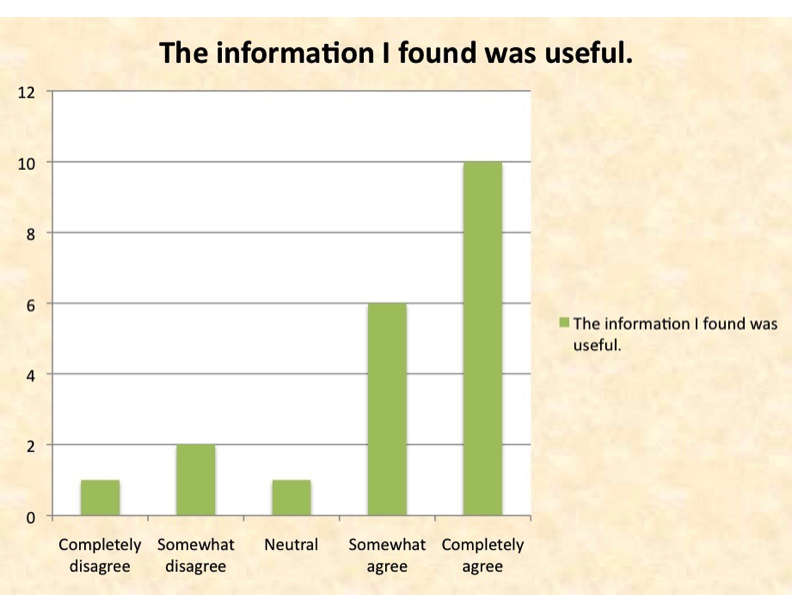 The information I found was useful.
12
10
8
6
4
2
0
Completely disagree
Somewhat disagree
Neutral
Somewhat agree
Completely agree
The information I found was
useful.